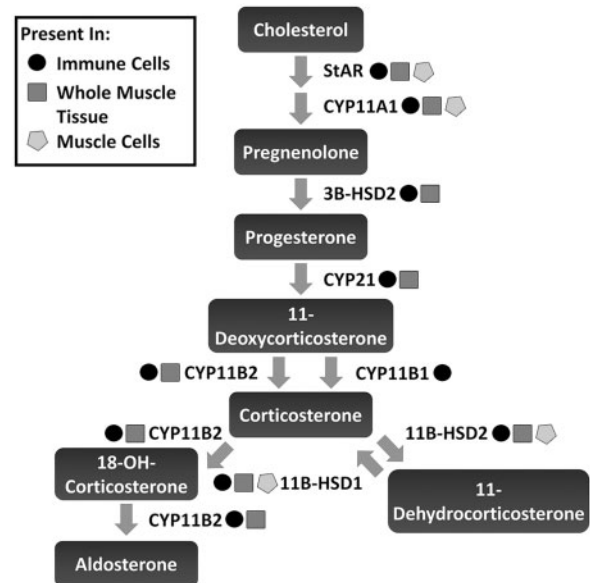 Present In:
Immune Cells
Whole Muscle
Tissue
Muscle Cells
Cholesterol
StAR
CYP11A1
Pregnenolone
3B-HSD2
Progesterone
CYP21
11-
Deoxycorticosterone
CYP11B2
CYP11B1
Corticosterone
CYP11B2
11B-HSD2
18-OH-
Corticosterone
11B-HSD1
11-
Dehydrocorticosterone
CYP11B2
Aldosterone